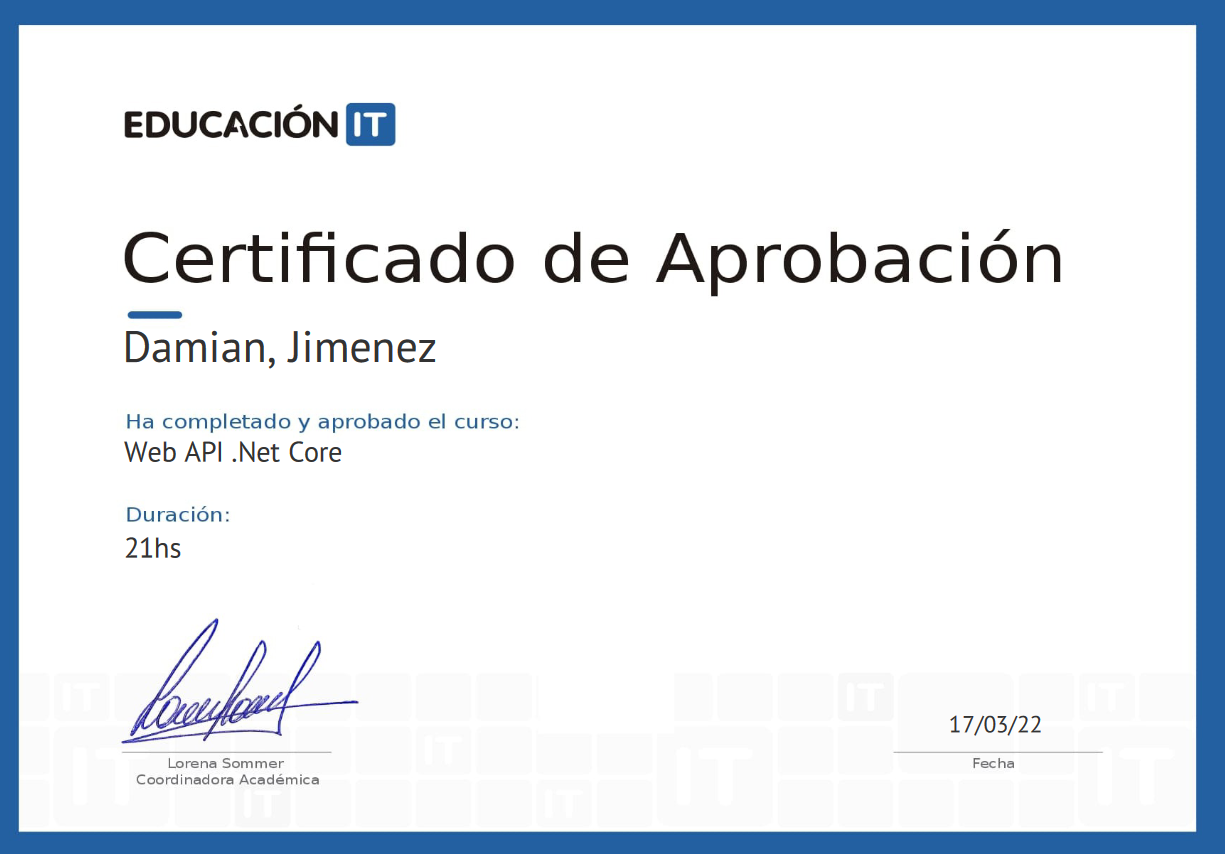 EDUCACIÓN IT
Certificado de Aprobación
Damian, Jimenez
Ha completado y aprobado el curso:
Web API .Net Core
Duración:
21hs
17/03/22
Lorena Sommer
Coordinadora Académica
Fecha